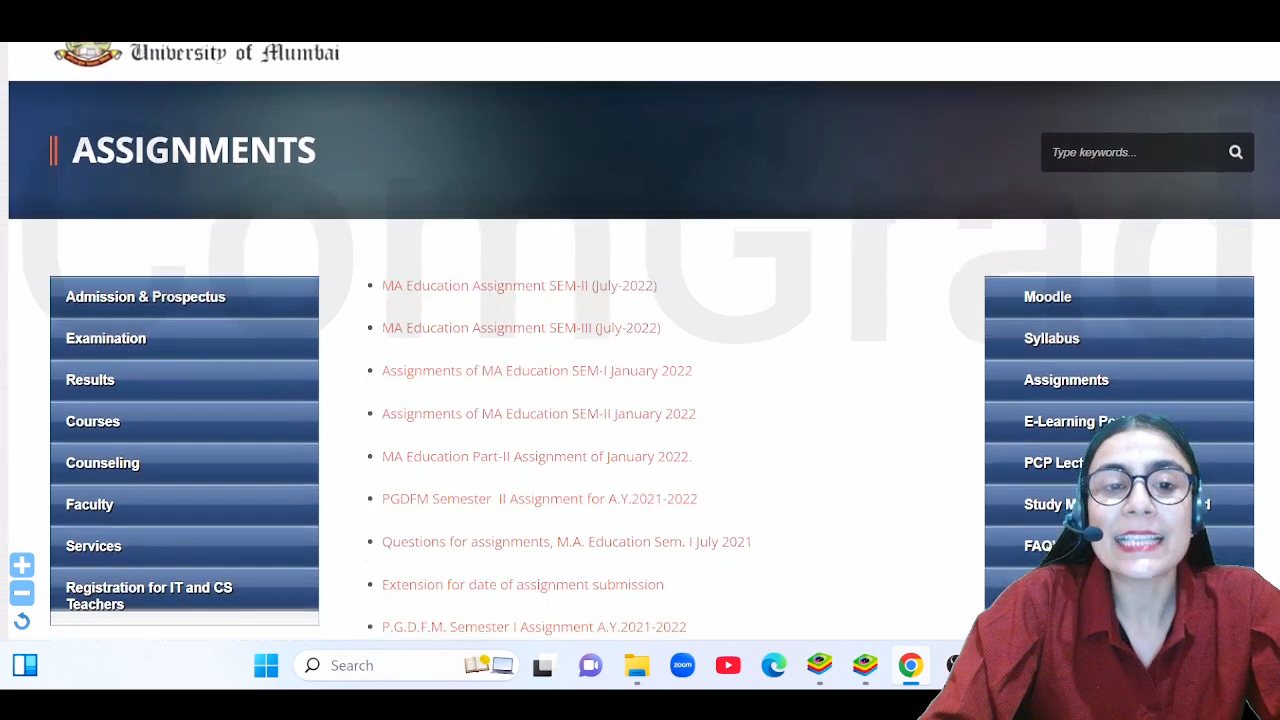 University of Mumbai
ASSIGNMENTS
Type keywords...
ComGrad
Admission & Prospectus
Examination
Results
Courses
Counseling
Faculty
Services
Registration for IT and CS
Teachers
MA Education Assignment SEM-II (July-2022)
MA Education Assignment SEM-III (July-2022)
Assignments of MA Education SEM-I January 2022
Assignments of MA Education SEM-II January 2022
MA Education Part-II Assignment of January 2022.
PGDFM Semester II Assignment for A.Y.2021-2022
Questions for assignments, M.A. Education Sem. I July 2021
Extension for date of assignment submission
P.G.D.F.M. Semester I Assignment A.Y.2021-2022
Moodle
Syllabus
Assignments
E-Learning
PCP
Study
Search
zoom